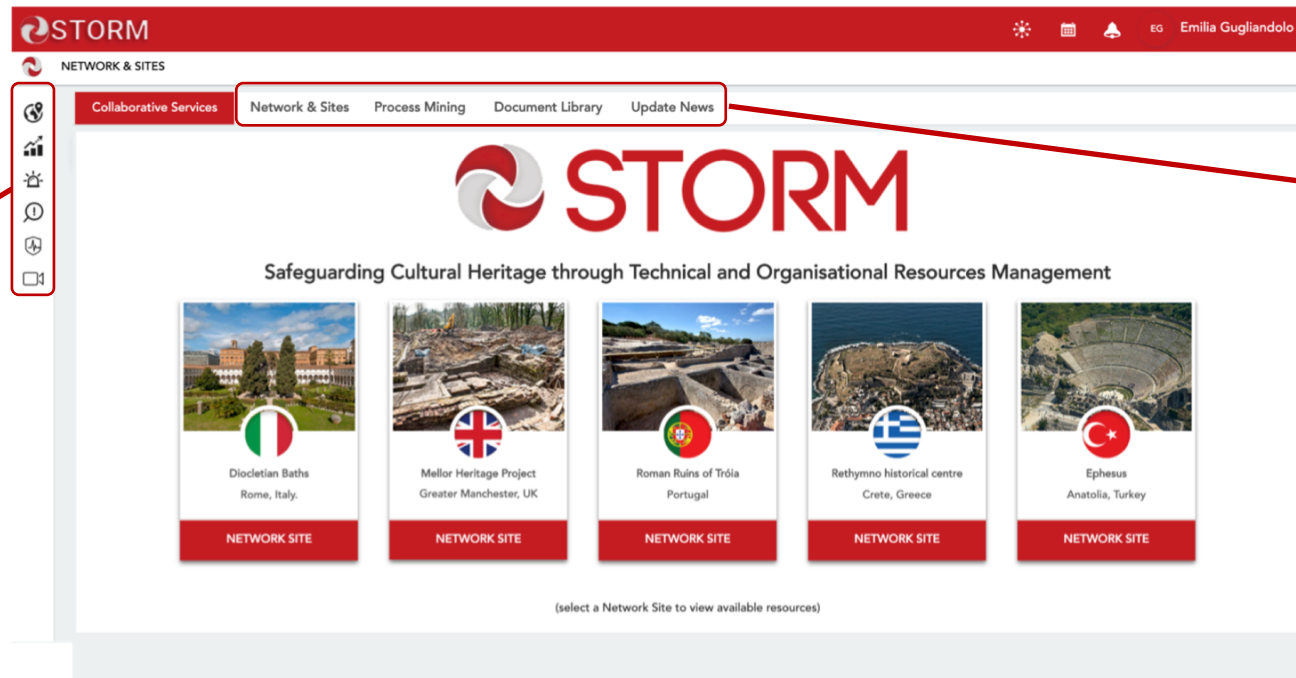 STORM
EG Emilia Gugliandolo
NETWORK & SITES
Collaborative Services Network & Sites Process Mining Document Library Update News
STORM
Safeguarding Cultural Heritage through Technical and Organisational Resources Management
Diocletian Baths
Rome, Italy.
NETWORK SITE
Mellor Heritage Project
Greater Manchester, UK
NETWORK SITE
Roman Ruins of Tróia
Portugal
NETWORK SITE
Rethymno historical centre
Crete, Greece
NETWORK SITE
Ephesus
Anatolia, Turkey
NETWORK SITE
(select a Network Site to view available resources)